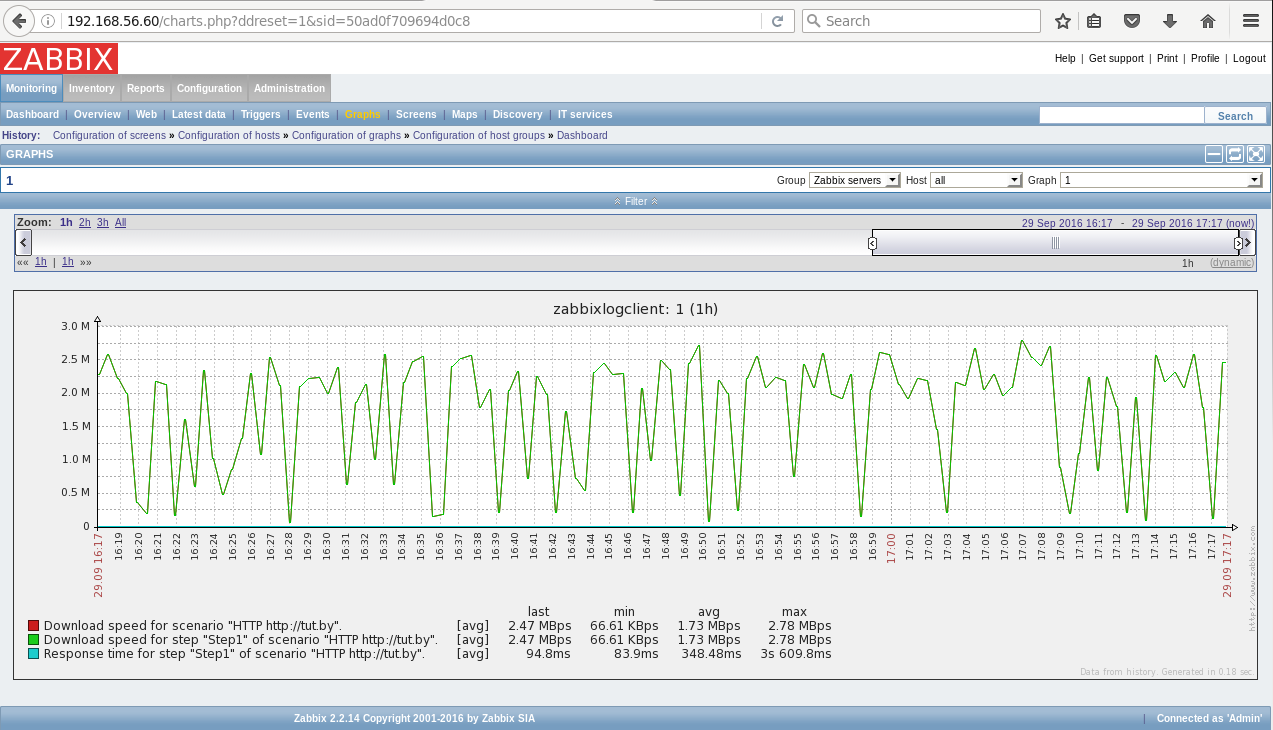 192.168.56.60/charts.php?ddreset=1&sid=50ad0f709694d0c8 Search
ZABBIX
Help | Get support | Print | Profile | Logout
Monitoring Inventory Reports Configuration Administration
Dashboard | Overview | Web | Latest data | Triggers | Events | Graphs | Screens | Maps | Discovery | IT services Search
History: Configuration of screens » Configuration of hosts » Configuration of graphs » Configuration of host groups » Dashboard
GRAPHS
1 Group Zabbix servers Host all Graph 1
Filter
Zoom: 1h 2h 3h All 29 Sep 2016 16:17 - 29 Sep 2016 17:17 (now!)
«« 1h | 1h »» 1h (dynamic)
zabbixlogclient: 1 (1h)
3.0 M
2.5 M
2.0 M
1.5 M
1.0 M
0.5 M
0
29.09 16:17 16:19 16:20 16:21 16:22 16:23 16:24 16:25 16:26 16:27 16:28 16:29 16:30 16:31 16:32 16:33 16:34 16:35 16:36 16:37 16:38 16:39 16:40 16:41 16:42 16:43 16:44 16:45 16:46 16:47 16:48 16:49 16:50 16:51 16:52 16:53 16:54 16:55 16:56 16:57 16:58 16:59 17:00 17:01 17:02 17:03 17:04 17:05 17:06 17:07 17:08 17:09 17:10 17:11 17:12 17:13 17:14 17:15 17:16 17:17 29.09 17:17
http://www.zabbix.com
last min avg max
Download speed for scenario "HTTP http://tut.by". [avg] 2.47 MBps 66.61 KBps 1.73 MBps 2.78 MBps
Download speed for step "Step1" of scenario "HTTP http://tut.by". [avg] 2.47 MBps 66.61 KBps 1.73 MBps 2.78 MBps
Response time for step "Step1" of scenario "HTTP http://tut.by". [avg] 94.8ms 83.9ms 348.48ms 3s 609.8ms
Data from history. Generated in 0.18 sec
Zabbix 2.2.14 Copyright 2001-2016 by Zabbix SIA | Connected as 'Admin'